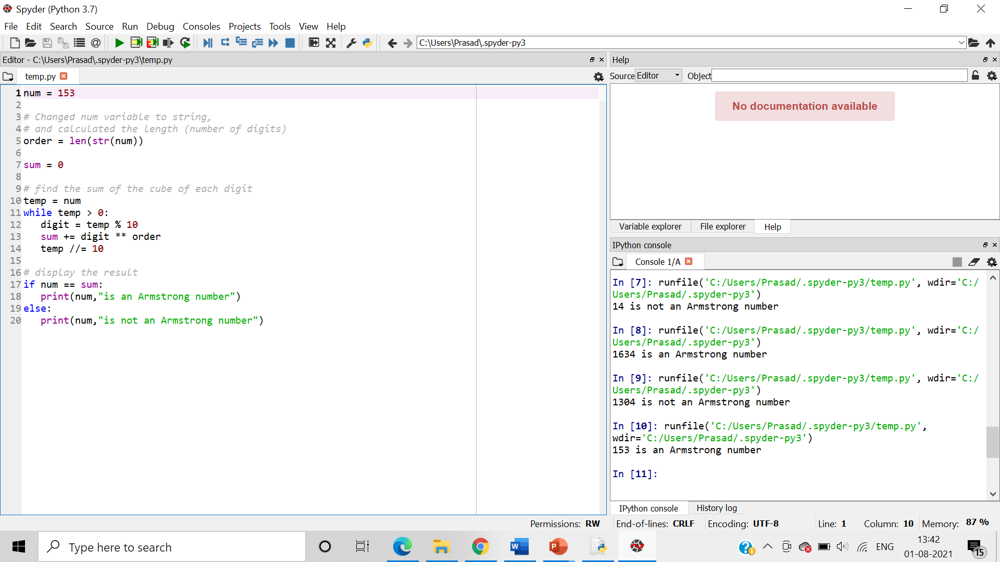 Spyder (Python 3.7)
File Edit Search Source Run Debug Consoles Projects Tools View Help
C:\Users\Prasad\.spyder-py3
Editor - C:\Users\Prasad\.spyder-py3\temp.py
temp.py
1 num = 153
2
3 # Changed num variable to string,
4 # and calculated the length (number of digits)
5 order = len(str(num))
6
7 sum = 0
8
9 # find the sum of the cube of each digit
10 temp = num
11 while temp > 0:
12    digit = temp % 10
13    sum += digit ** order
14    temp //= 10
15
16 # display the result
17 if num == sum:
18    print(num,"is an Armstrong number")
19 else:
20    print(num,"is not an Armstrong number")
Help
Source Editor Object
No documentation available
Variable explorer File explorer Help
IPython console
Console 1/A
In [7]: runfile('C:/Users/Prasad/.spyder-py3/temp.py', wdir='C:/
Users/Prasad/.spyder-py3')
14 is not an Armstrong number
In [8]: runfile('C:/Users/Prasad/.spyder-py3/temp.py', wdir='C:/
Users/Prasad/.spyder-py3')
1634 is an Armstrong number
In [9]: runfile('C:/Users/Prasad/.spyder-py3/temp.py', wdir='C:/
Users/Prasad/.spyder-py3')
1304 is not an Armstrong number
In [10]: runfile('C:/Users/Prasad/.spyder-py3/temp.py',
wdir='C:/Users/Prasad/.spyder-py3')
153 is an Armstrong number
In [11]:
IPython console History log
Permissions: RW End-of-lines: CRLF Encoding: UTF-8 Line: 1 Column: 10 Memory: 87 %
Type here to search
ENG
13:42
01-08-2021
15